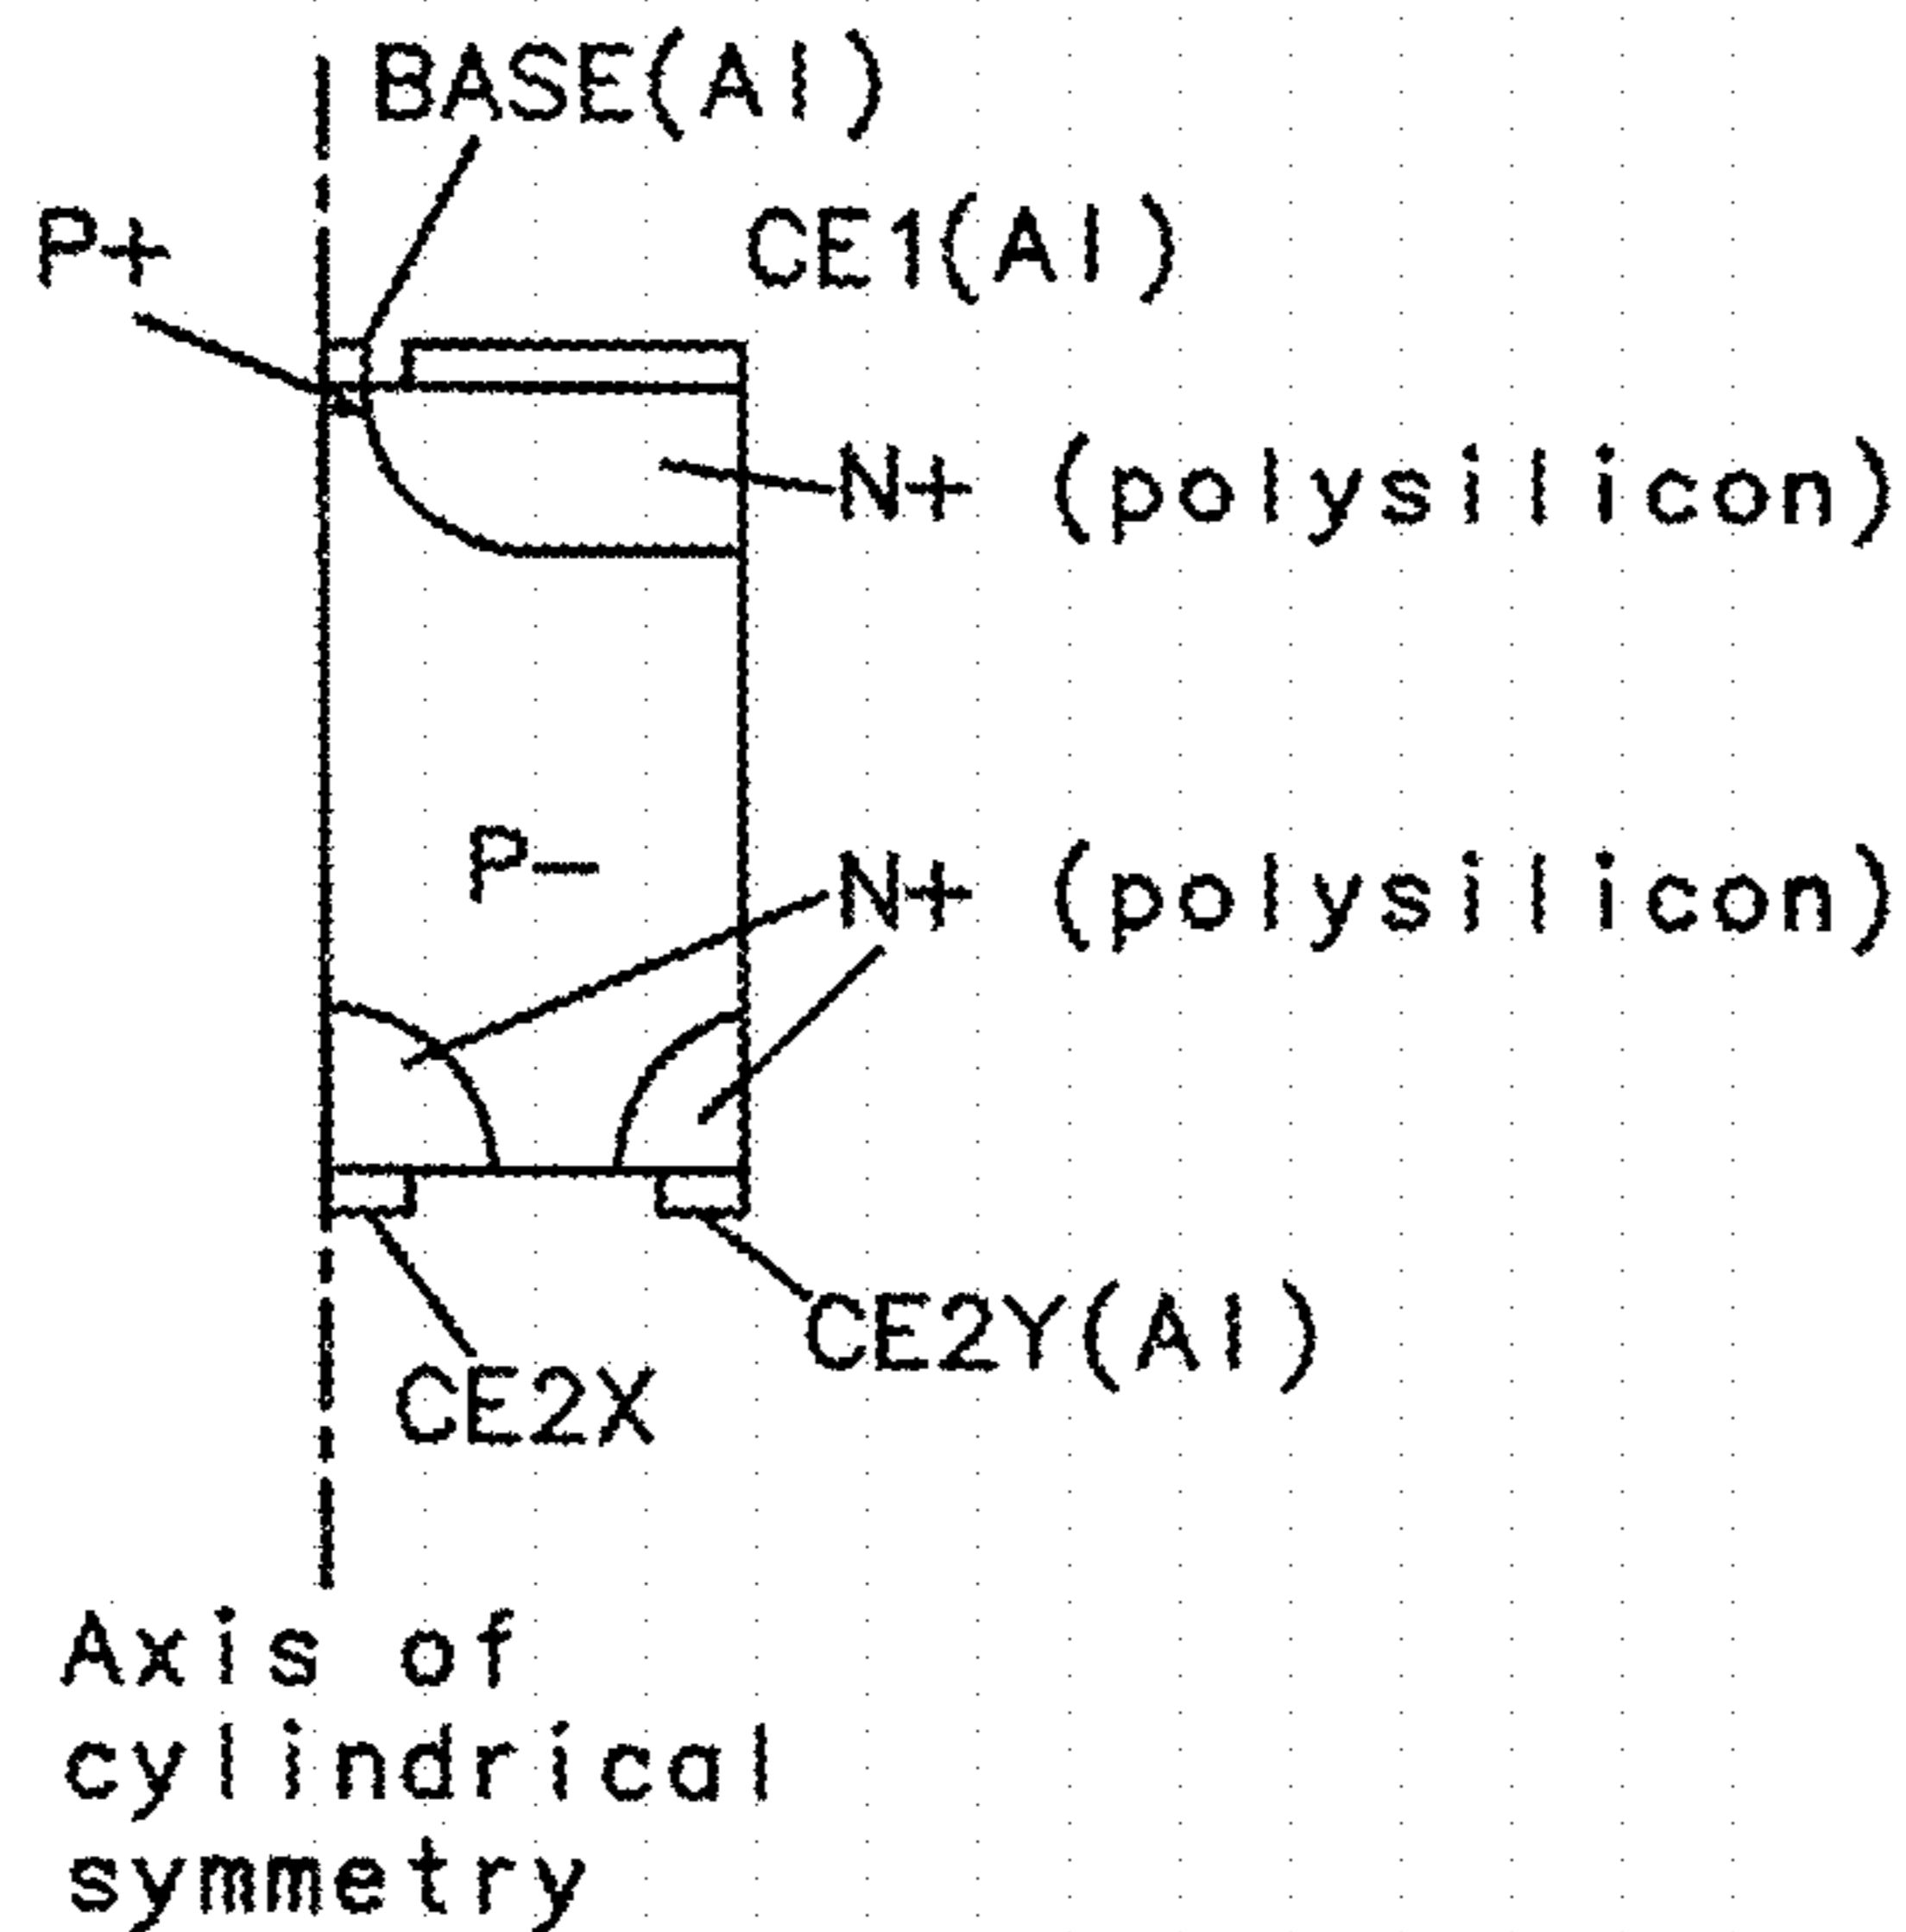 BASE(Al)
P+
CE1(Al)
N+ (polysilicon)
P-
N+ (polysilicon)
CE2Y(Al)
CE2X
Axis of
cylindrical
symmetry